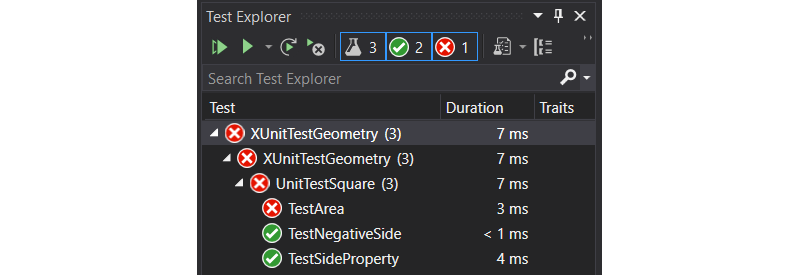 Test Explorer
3 2 1
Search Test Explorer
Test Duration Traits
XUnitTestGeometry (3) 7 ms
XUnitTestGeometry (3) 7 ms
UnitTestSquare (3) 7 ms
TestArea 3 ms
TestNegativeSide < 1 ms
TestSideProperty 4 ms